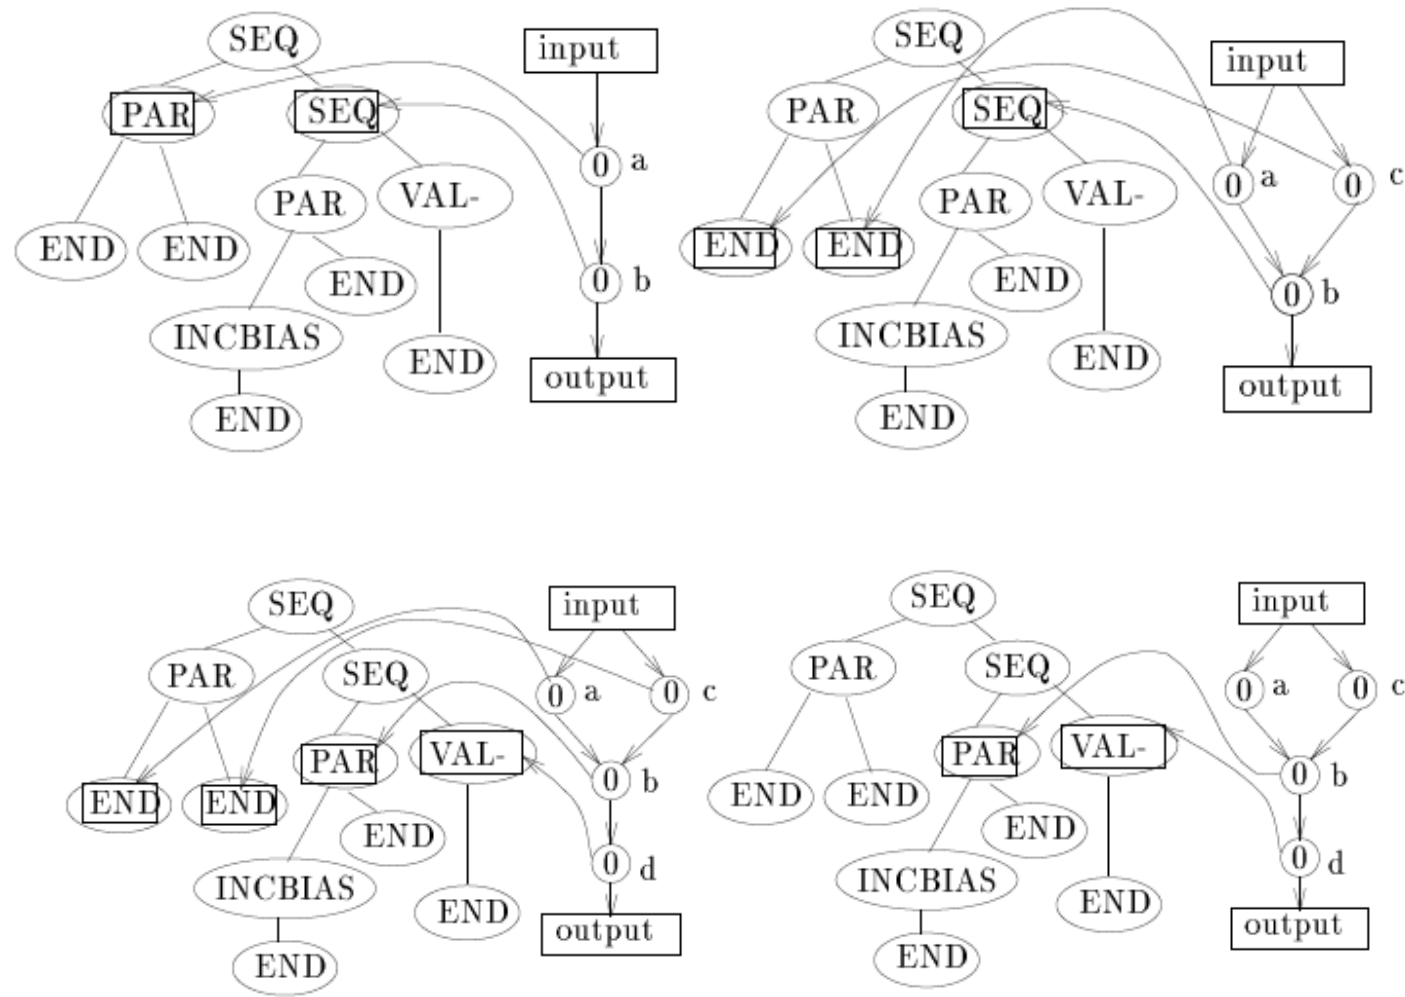 SEQ input
PAR SEQ
0 a
PAR VAL-
END END
END 0 b
INCBIAS
END output
END
SEQ input
PAR SEQ
0 a 0 c
PAR VAL-
END END
END 0 b
INCBIAS
END output
END
SEQ input
PAR SEQ
0 a 0 c
PAR VAL-
0 b
END END
END
0 d
INCBIAS
END output
END
SEQ input
PAR SEQ
0 a 0 c
PAR VAL-
0 b
END END
END
0 d
INCBIAS
END output
END